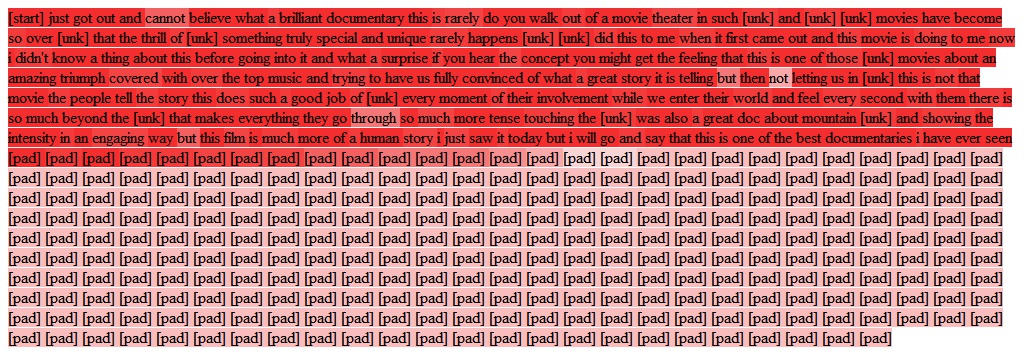 [start] just got out and cannot believe what a brilliant documentary this is rarely do you walk out of a movie theater in such [unk] and [unk] [unk] movies have become
so over [unk] that the thrill of [unk] something truly special and unique rarely happens [unk] [unk] did this to me when it first came out and this movie is doing to me now
i didn't know a thing about this before going into it and what a surprise if you hear the concept you might get the feeling that this is one of those [unk] movies about an
amazing triumph covered with over the top music and trying to have us fully convinced of what a great story it is telling but then not letting us in [unk] this is not that
movie the people tell the story this does such a good job of [unk] every moment of their involvement while we enter their world and feel every second with them there is
so much beyond the [unk] that makes everything they go through so much more tense touching the [unk] was also a great doc about mountain [unk] and showing the
intensity in an engaging way but this film is much more of a human story i just saw it today but i will go and say that this is one of the best documentaries i have ever seen
[pad] [pad] [pad] [pad] [pad] [pad] [pad] [pad] [pad] [pad] [pad] [pad] [pad] [pad] [pad] [pad] [pad] [pad] [pad] [pad] [pad] [pad] [pad] [pad] [pad] [pad] [pad]
[pad] [pad] [pad] [pad] [pad] [pad] [pad] [pad] [pad] [pad] [pad] [pad] [pad] [pad] [pad] [pad] [pad] [pad] [pad] [pad] [pad] [pad] [pad] [pad] [pad] [pad] [pad]
[pad] [pad] [pad] [pad] [pad] [pad] [pad] [pad] [pad] [pad] [pad] [pad] [pad] [pad] [pad] [pad] [pad] [pad] [pad] [pad] [pad] [pad] [pad] [pad] [pad] [pad] [pad]
[pad] [pad] [pad] [pad] [pad] [pad] [pad] [pad] [pad] [pad] [pad] [pad] [pad] [pad] [pad] [pad] [pad] [pad] [pad] [pad] [pad] [pad] [pad] [pad] [pad] [pad] [pad]
[pad] [pad] [pad] [pad] [pad] [pad] [pad] [pad] [pad] [pad] [pad] [pad] [pad] [pad] [pad] [pad] [pad] [pad] [pad] [pad] [pad] [pad] [pad] [pad] [pad] [pad] [pad]
[pad] [pad] [pad] [pad] [pad] [pad] [pad] [pad] [pad] [pad] [pad] [pad] [pad] [pad] [pad] [pad] [pad] [pad] [pad] [pad] [pad] [pad] [pad] [pad] [pad] [pad] [pad]
[pad] [pad] [pad] [pad] [pad] [pad] [pad] [pad] [pad] [pad] [pad] [pad] [pad] [pad] [pad] [pad] [pad] [pad] [pad] [pad] [pad] [pad] [pad] [pad] [pad] [pad] [pad]
[pad] [pad] [pad] [pad] [pad] [pad] [pad] [pad] [pad] [pad] [pad] [pad] [pad] [pad] [pad] [pad] [pad] [pad] [pad] [pad] [pad] [pad] [pad] [pad] [pad] [pad] [pad]
[pad] [pad] [pad] [pad] [pad] [pad] [pad] [pad] [pad] [pad] [pad] [pad] [pad] [pad] [pad] [pad] [pad] [pad] [pad] [pad] [pad] [pad] [pad] [pad] [pad] [pad] [pad]
[pad] [pad] [pad] [pad] [pad] [pad] [pad] [pad] [pad] [pad] [pad] [pad] [pad] [pad] [pad] [pad] [pad] [pad] [pad] [pad] [pad] [pad] [pad] [pad]